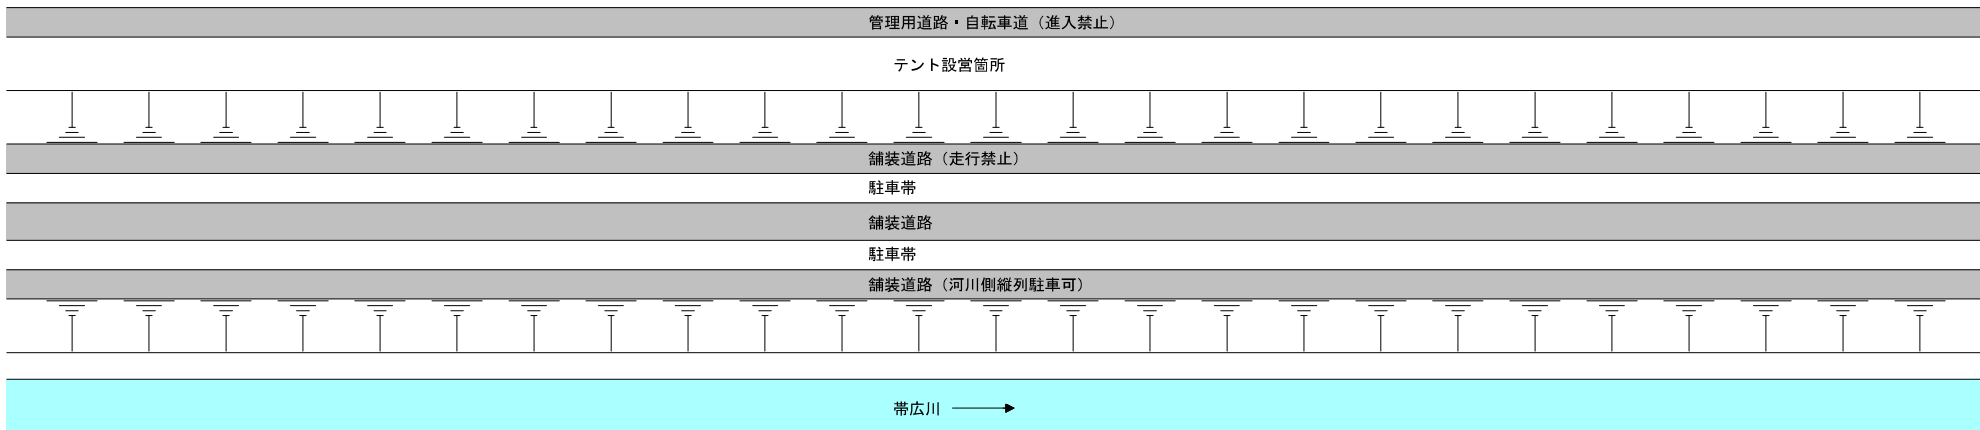 管理用道路・自転車道（進入禁止）
テント設営箇所
舗装道路（走行禁止）
駐車帯
舗装道路
駐車帯
舗装道路（河川側縦列駐車可）
帯広川